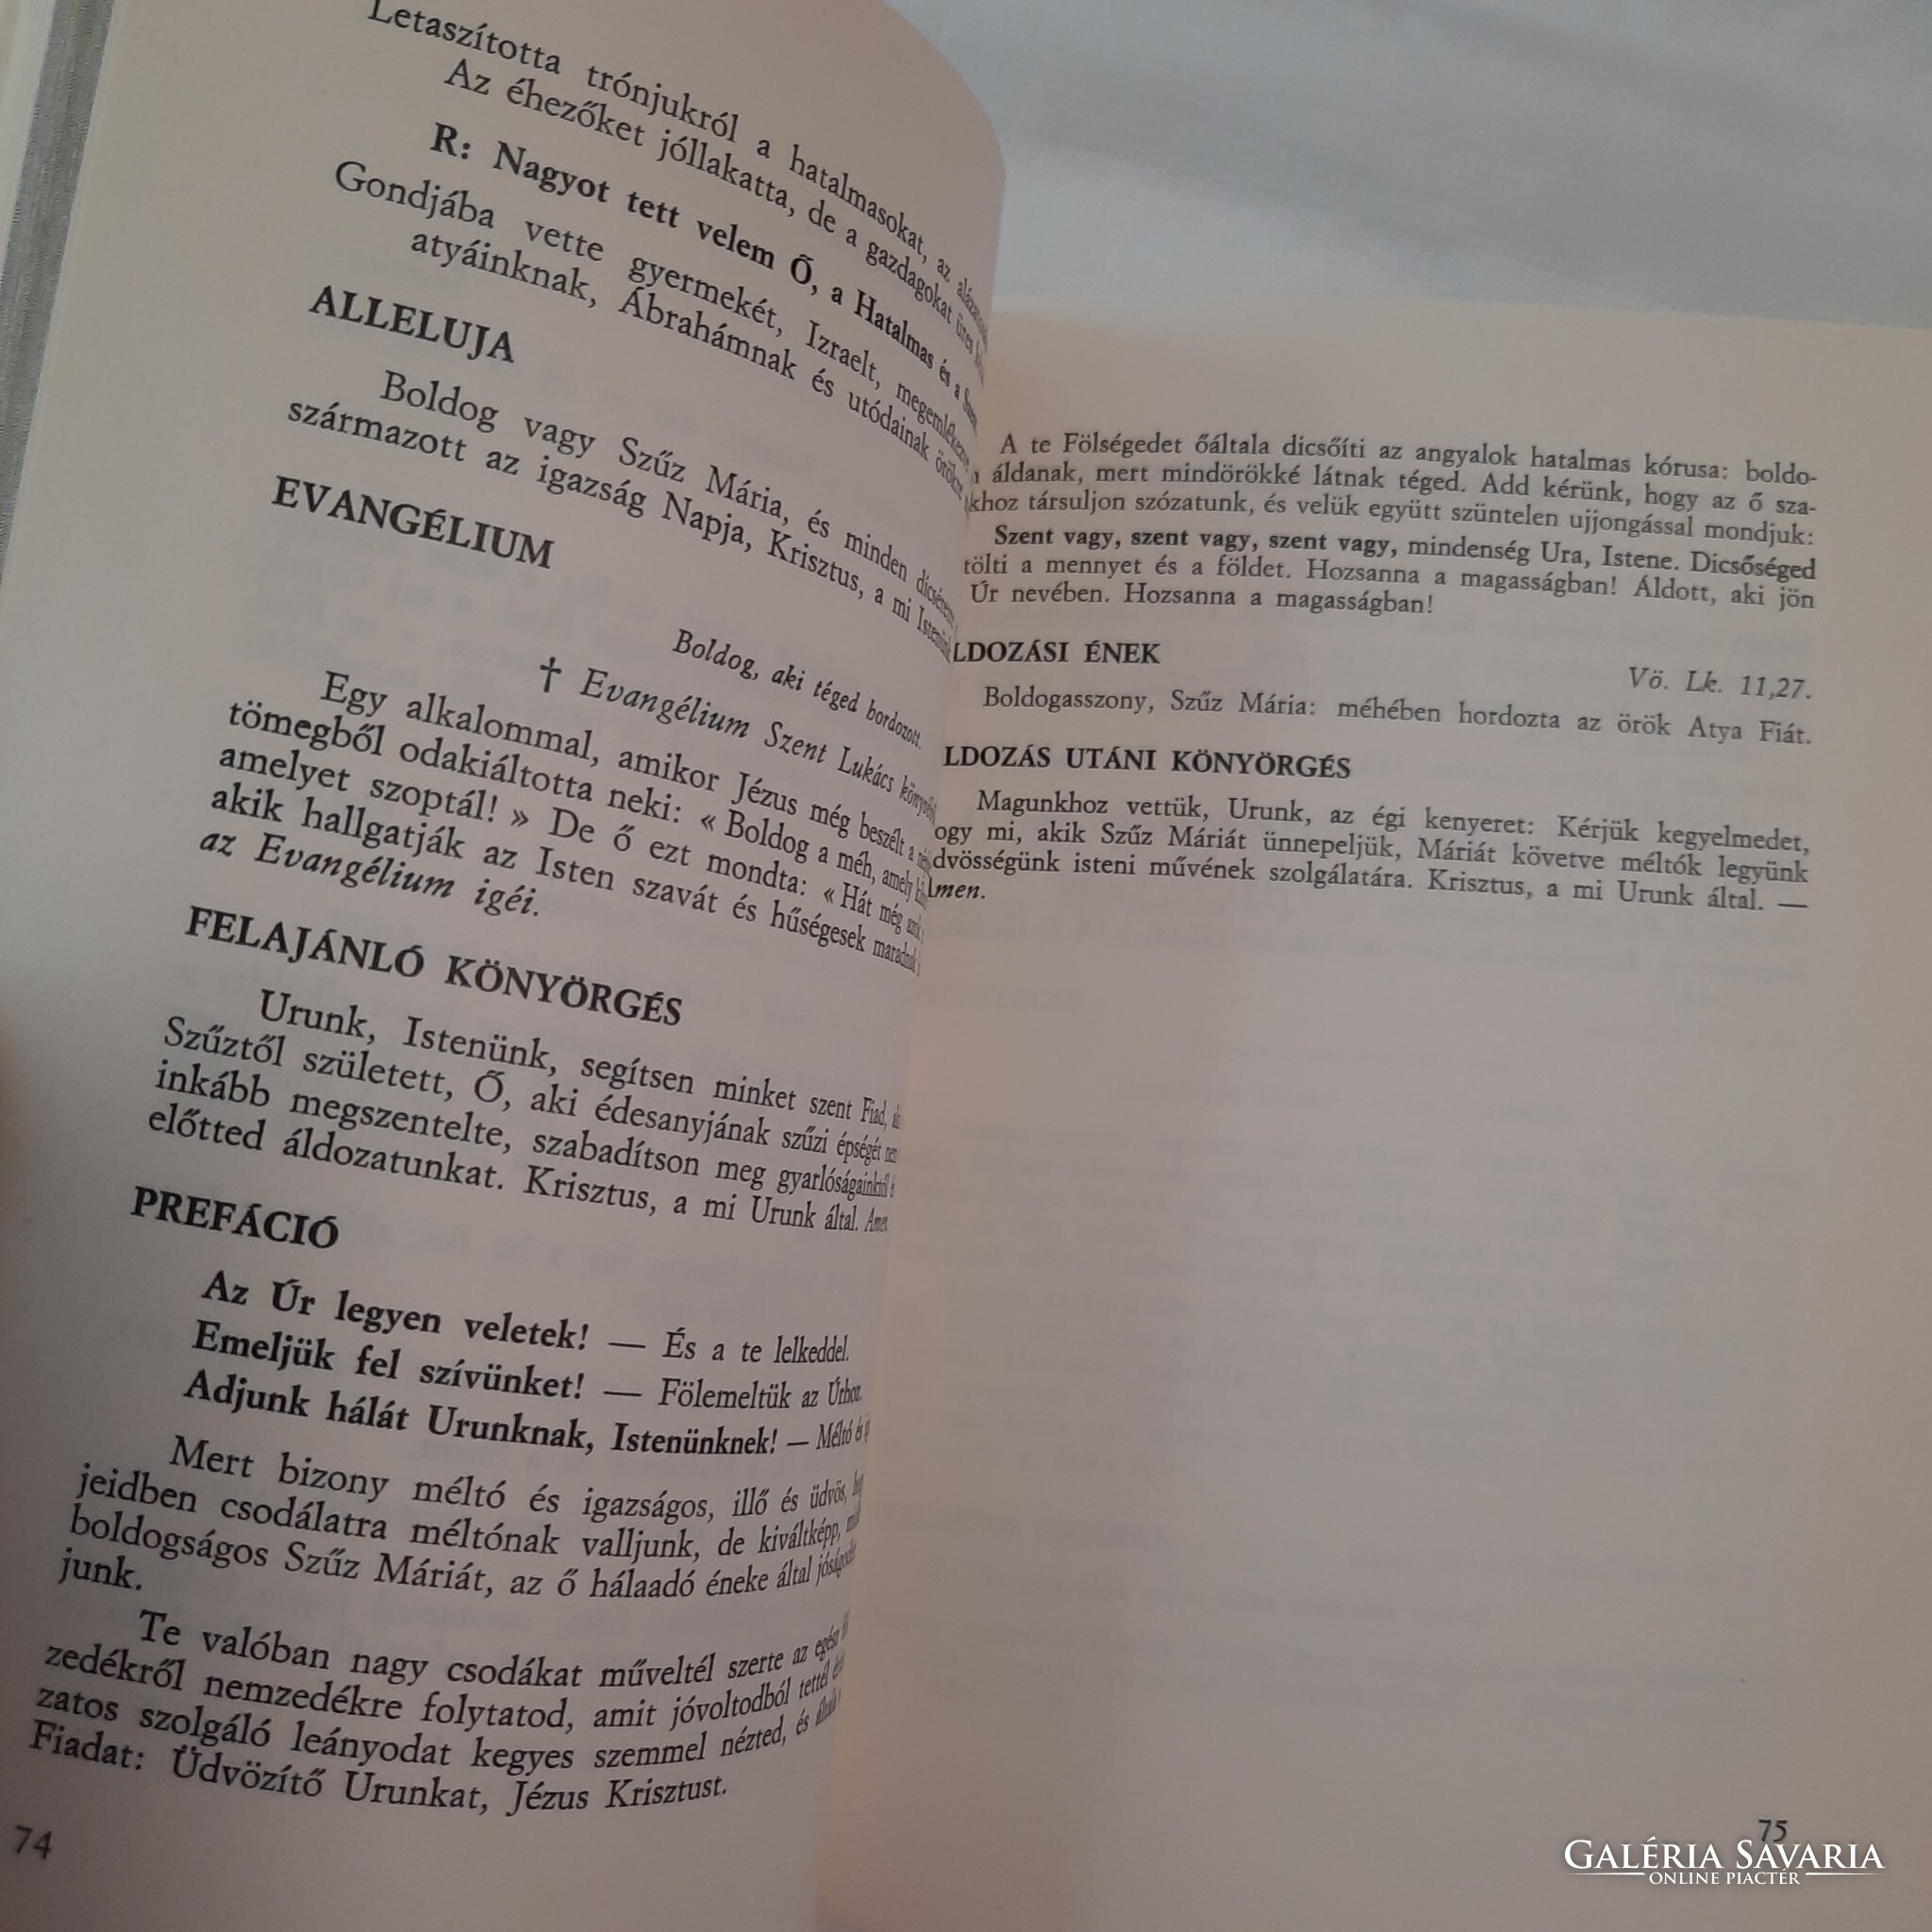 Letaszította trónjukról a hatalmasokat, az
Az éhezőket jóllakatta, de a gazdagokat üres
R: Nagyot tett velem Ő, a Hatalmas és a
Gondjába vette gyermekét, Izraelt,
atyáinknak, Ábrahámnak és utódainak örökre
ALLELUJA
Boldog vagy Szűz Mária, és minden
származott az igazság Napja, Krisztus, a mi
EVANGÉLIUM
Boldog, aki téged hordozott.
† Evangélium Szent Lukács
Egy alkalommal, amikor Jézus még beszélt a
tömegből odakiáltotta neki: « Boldog a méh, amely
amelyet szoptál! » De ő ezt mondta: « Hát még
akik hallgatják az Isten szavát és hűségesek maradnak
az Evangélium igéi.
FELAJÁNLÓ KÖNYÖRGÉS
Urunk, Istenünk, segítsen minket szent Fiad,
Szűztől született, Ő, aki édesanyjának szűzi épségét
inkább megszentelte, szabadítson meg gyarlóságainktól
előtted áldozatunkat. Krisztus, a mi Urunk által. Amen.
PREFÁCIÓ
Az Úr legyen veletek! — És a te lelkeddel.
Emeljük fel szívünket! — Fölemeltük az Úrhoz.
Adjunk hálát Urunknak, Istenünknek! — Méltó és
Mert bizony méltó és igazságos, illő és üdvös,
jeidben csodálatra méltónak valljunk, de kiváltképp,
boldogságos Szűz Máriát, az ő hálaadó éneke által
junk.
Te valóban nagy csodákat műveltél szerte az egész
zedékről nemzedékre folytatod, amit jóvoltodból tettél
zatos szolgáló leányodat kegyes szemmel nézted, és
Fiadat: Üdvözítő Urunkat, Jézus Krisztust.
74
A te Fölségedet őáltala dicsőíti az angyalok hatalmas kórusa: boldo-
áldanak, mert mindörökké látnak téged. Add kérünk, hogy az ő sza-
khoz társuljon szózatunk, és velük együtt szüntelen ujjongással mondjuk:
Szent vagy, szent vagy, szent vagy, mindenség Ura, Istene. Dicsőséged
tölti a mennyet és a földet. Hozsanna a magasságban! Áldott, aki jön
Úr nevében. Hozsanna a magasságban!
LDOZÁSI ÉNEK
Vö. Lk. 11,27.
Boldogasszony, Szűz Mária: méhében hordozta az örök Atya Fiát.
LDOZÁS UTÁNI KÖNYÖRGÉS
Magunkhoz vettük, Urunk, az égi kenyeret: Kérjük kegyelmedet,
ogy mi, akik Szűz Máriát ünnepeljük, Máriát követve méltók legyünk
dvösségünk isteni művének szolgálatára. Krisztus, a mi Urunk által. —
men.
75
GALÉRIA SAVARIA
ONLINE PIACTÉR